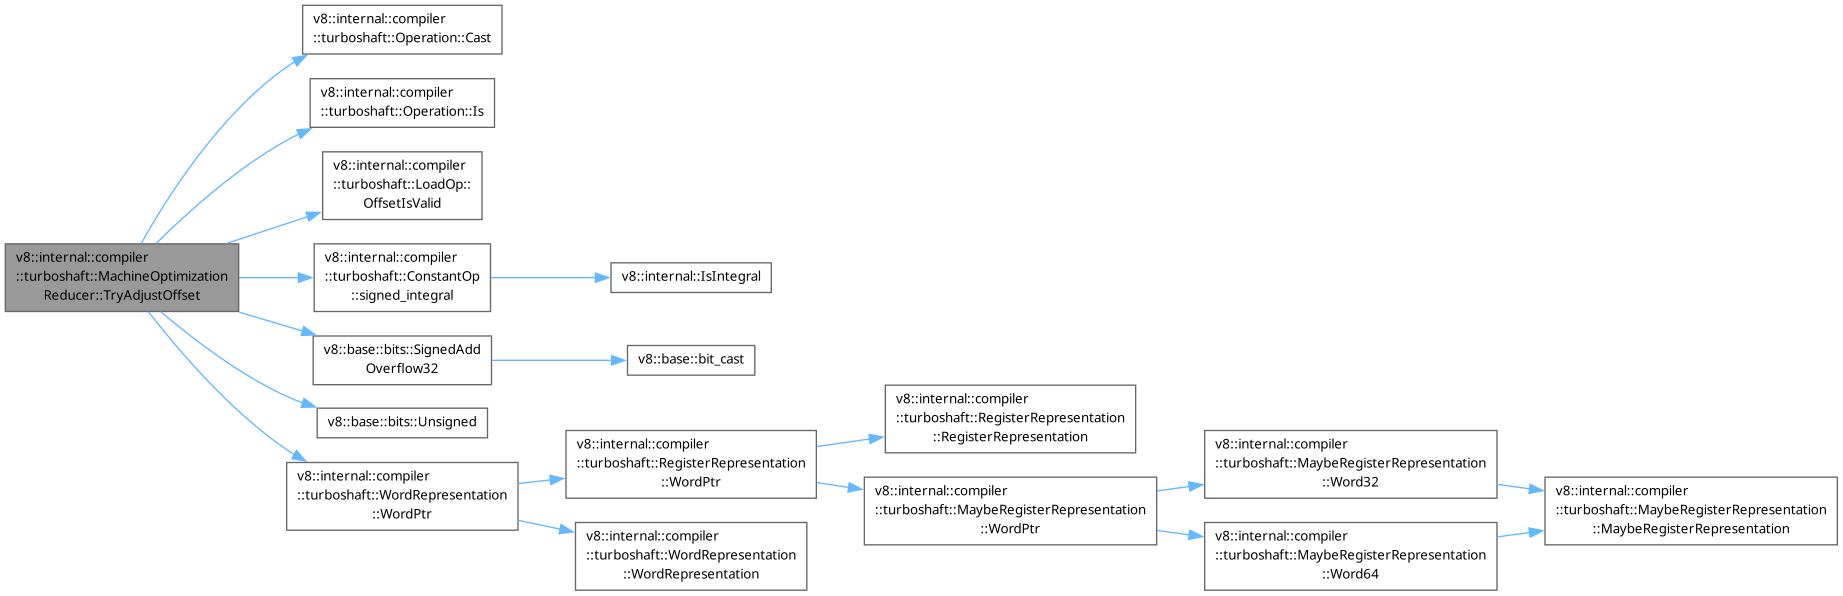 v8::internal::compiler
::turboshaft::Operation::Cast
v8::internal::compiler
::turboshaft::Operation::Is
v8::internal::compiler
::turboshaft::LoadOp::
OffsetIsValid
v8::internal::compiler
::turboshaft::MachineOptimization
Reducer::TryAdjustOffset
v8::internal::compiler
::turboshaft::ConstantOp
::signed_integral
v8::internal::IsIntegral
v8::base::bits::SignedAdd
Overflow32
v8::base::bit_cast
v8::base::bits::Unsigned
v8::internal::compiler
::turboshaft::WordRepresentation
::WordPtr
v8::internal::compiler
::turboshaft::RegisterRepresentation
::WordPtr
v8::internal::compiler
::turboshaft::RegisterRepresentation
::RegisterRepresentation
v8::internal::compiler
::turboshaft::MaybeRegisterRepresentation
::WordPtr
v8::internal::compiler
::turboshaft::MaybeRegisterRepresentation
::Word32
v8::internal::compiler
::turboshaft::MaybeRegisterRepresentation
::Word64
v8::internal::compiler
::turboshaft::MaybeRegisterRepresentation
::MaybeRegisterRepresentation
v8::internal::compiler
::turboshaft::WordRepresentation
::WordRepresentation